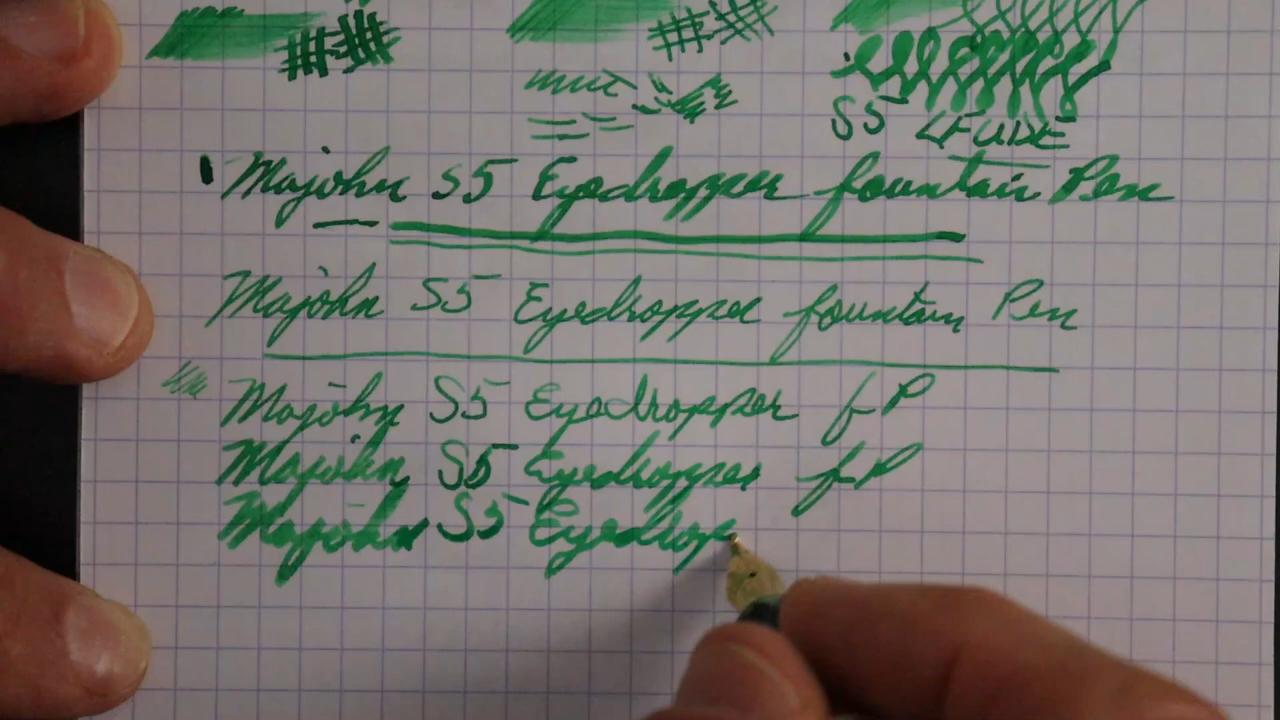 S5 <FUDE
Majohn S5 Eyedropper fountain Pen
Majohn S5 Eyedropper fountain Pen
Majohn S5 Eyedropper f P
Majohn S5 Eyedropper f P
Majohn S5 Eyedrop